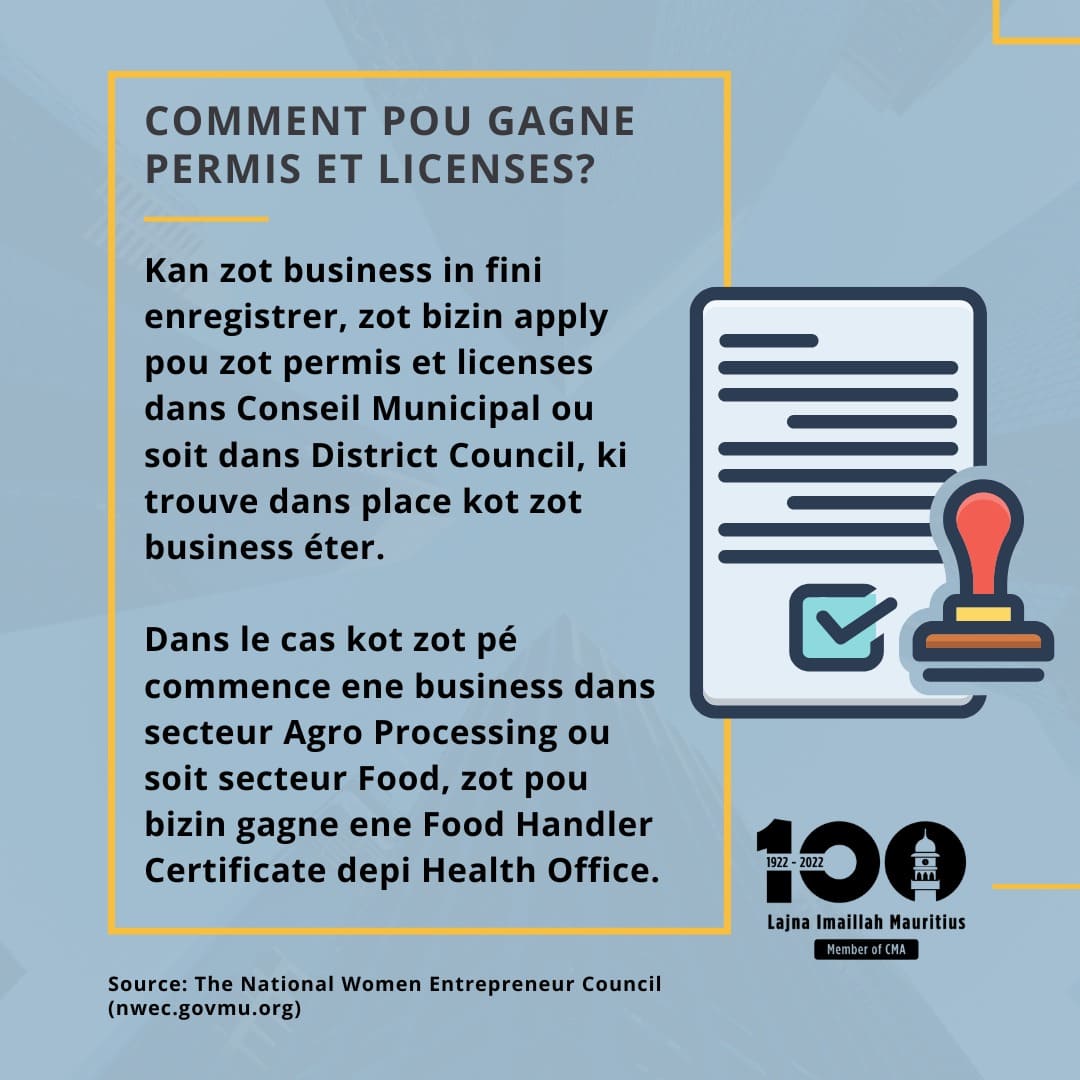 COMMENT POU GAGNE
PERMIS ET LICENSES?
Kan zot business in fini
enregistrer, zot bizin apply
pou zot permis et licenses
dans Conseil Municipal ou
soit dans District Council, ki
trouve dans place kot zot
business éter.
Dans le cas kot zot pé
commence ene business dans
secteur Agro Processing ou
soit secteur Food, zot pou
bizin gagne ene Food Handler
Certificate depi Health Office.
100
1922 - 2022
Lajna Imaillah Mauritius
Member of CMA
Source: The National Women Entrepreneur Council
(nwec.govmu.org)